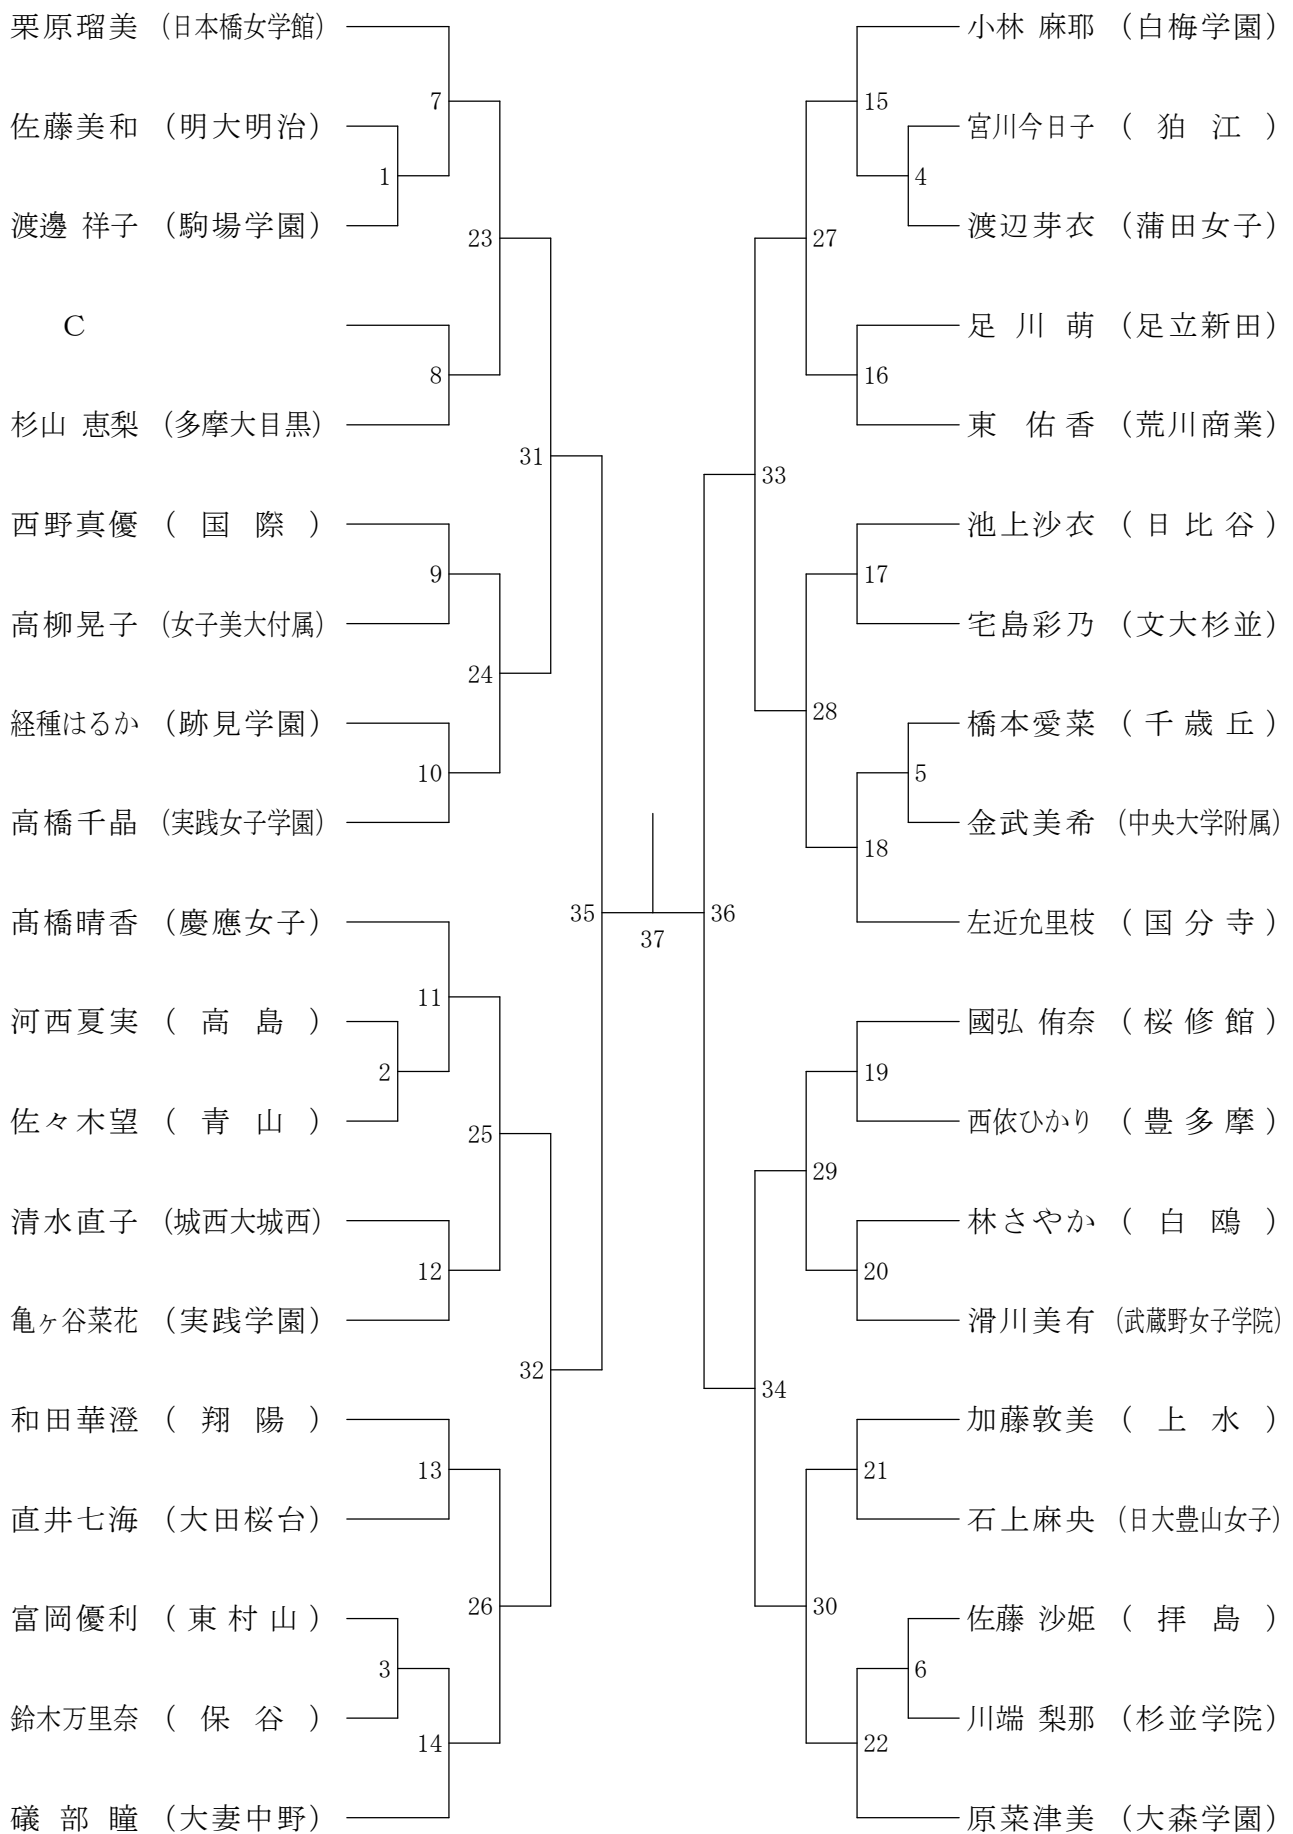 栗原瑠美 (日本橋女学館)
7
佐藤美和 (明大明治)
1
渡邊 祥子 (駒場学園)
23
C
8
杉山 恵梨 (多摩大目黒)
31
西野真優 (国際)
9
高柳晃子 (女子美大付属)
24
経種はるか (跡見学園)
10
高橋千晶 (実践女子学園)
35
髙橋晴香 (慶應女子)
11
河西夏実 (高島)
2
佐々木望 (青山)
25
清水直子 (城西大城西)
12
亀ヶ谷菜花 (実践学園)
32
和田華澄 (翔陽)
13
直井七海 (大田桜台)
26
富岡優利 (東村山)
3
鈴木万里奈 (保谷)
14
礒部瞳 (大妻中野)
37
小林 麻耶 (白梅学園)
15
宮川今日子 (狛江)
4
渡辺芽衣 (蒲田女子)
27
足川萌 (足立新田)
16
東佑香 (荒川商業)
33
池上沙衣 (日比谷)
17
宅島彩乃 (文大杉並)
28
橋本愛菜 (千歳丘)
5
金武美希 (中央大学附属)
18
左近允里枝 (国分寺)
36
國弘 侑奈 (桜修館)
19
西依ひかり (豊多摩)
29
林さやか (白鴎)
20
滑川美有 (武蔵野女子学院)
34
加藤敦美 (上水)
21
石上麻央 (日大豊山女子)
30
佐藤 沙姫 (拝島)
6
川端 梨那 (杉並学院)
22
原菜津美 (大森学園)